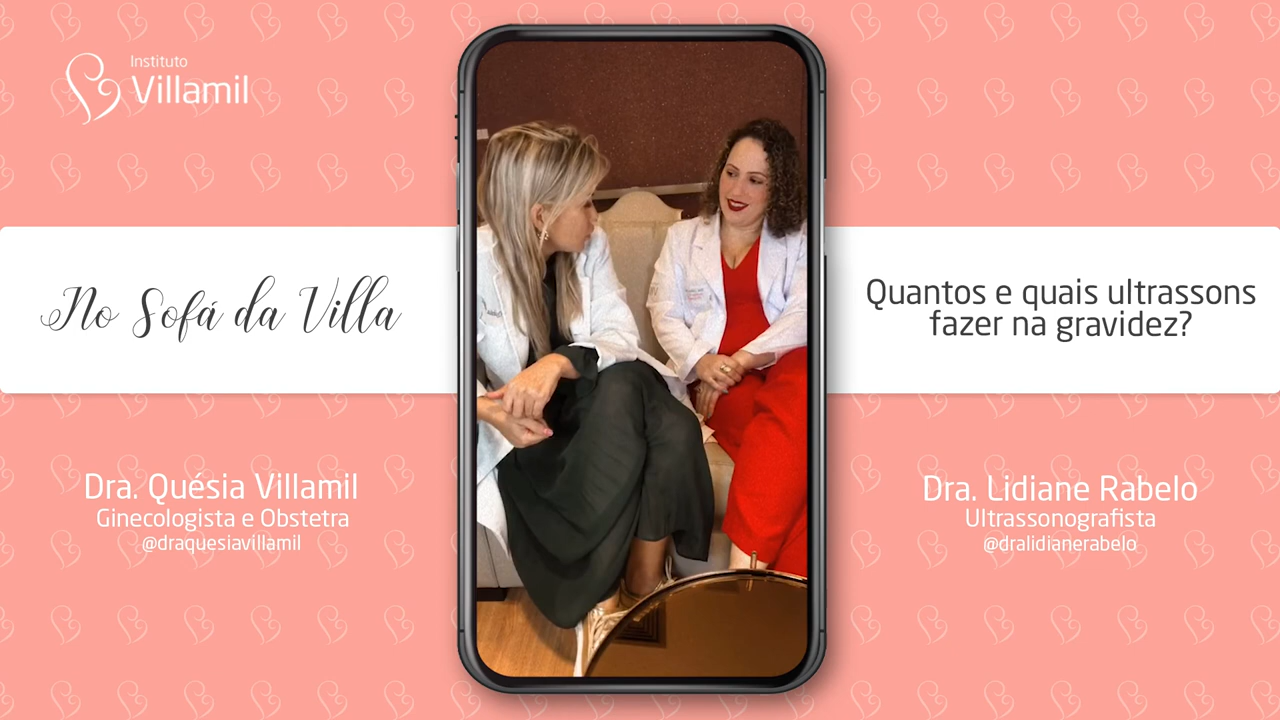 Instituto
Villamil
No Sofá da Villa
Quantos e quais ultrassons
fazer na gravidez?
Dra. Quésia Villamil
Ginecologista e Obstetra
@draquesiavillamil
Dra. Lidiane Rabelo
Ultrassonografista
@dralidianerabelo